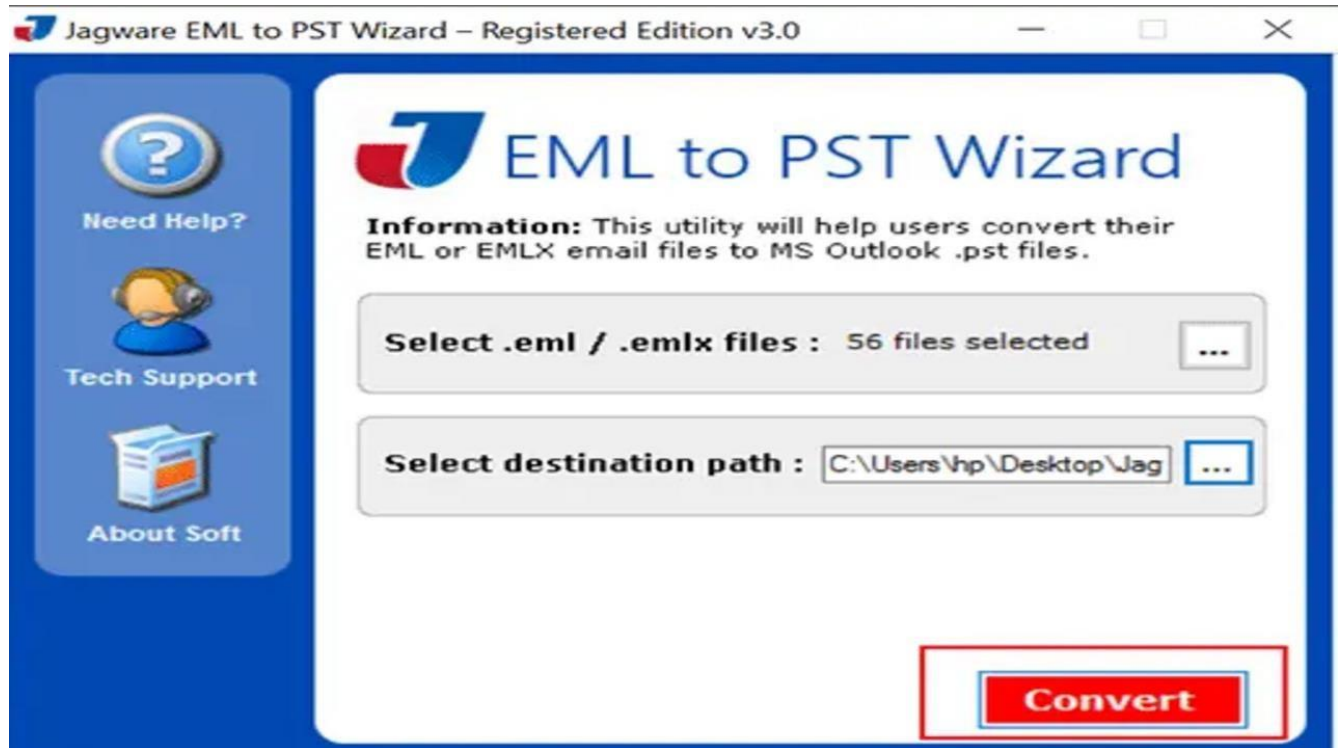 Jagware EML to PST Wizard – Registered Edition v3.0
Need Help?
Tech Support
About Soft
EML to PST Wizard
Information: This utility will help users convert their
EML or EMLX email files to MS Outlook .pst files.
Select .eml / .emlx files : 56 files selected ...
Select destination path : C:\Users\hp\Desktop\Jag ...
Convert